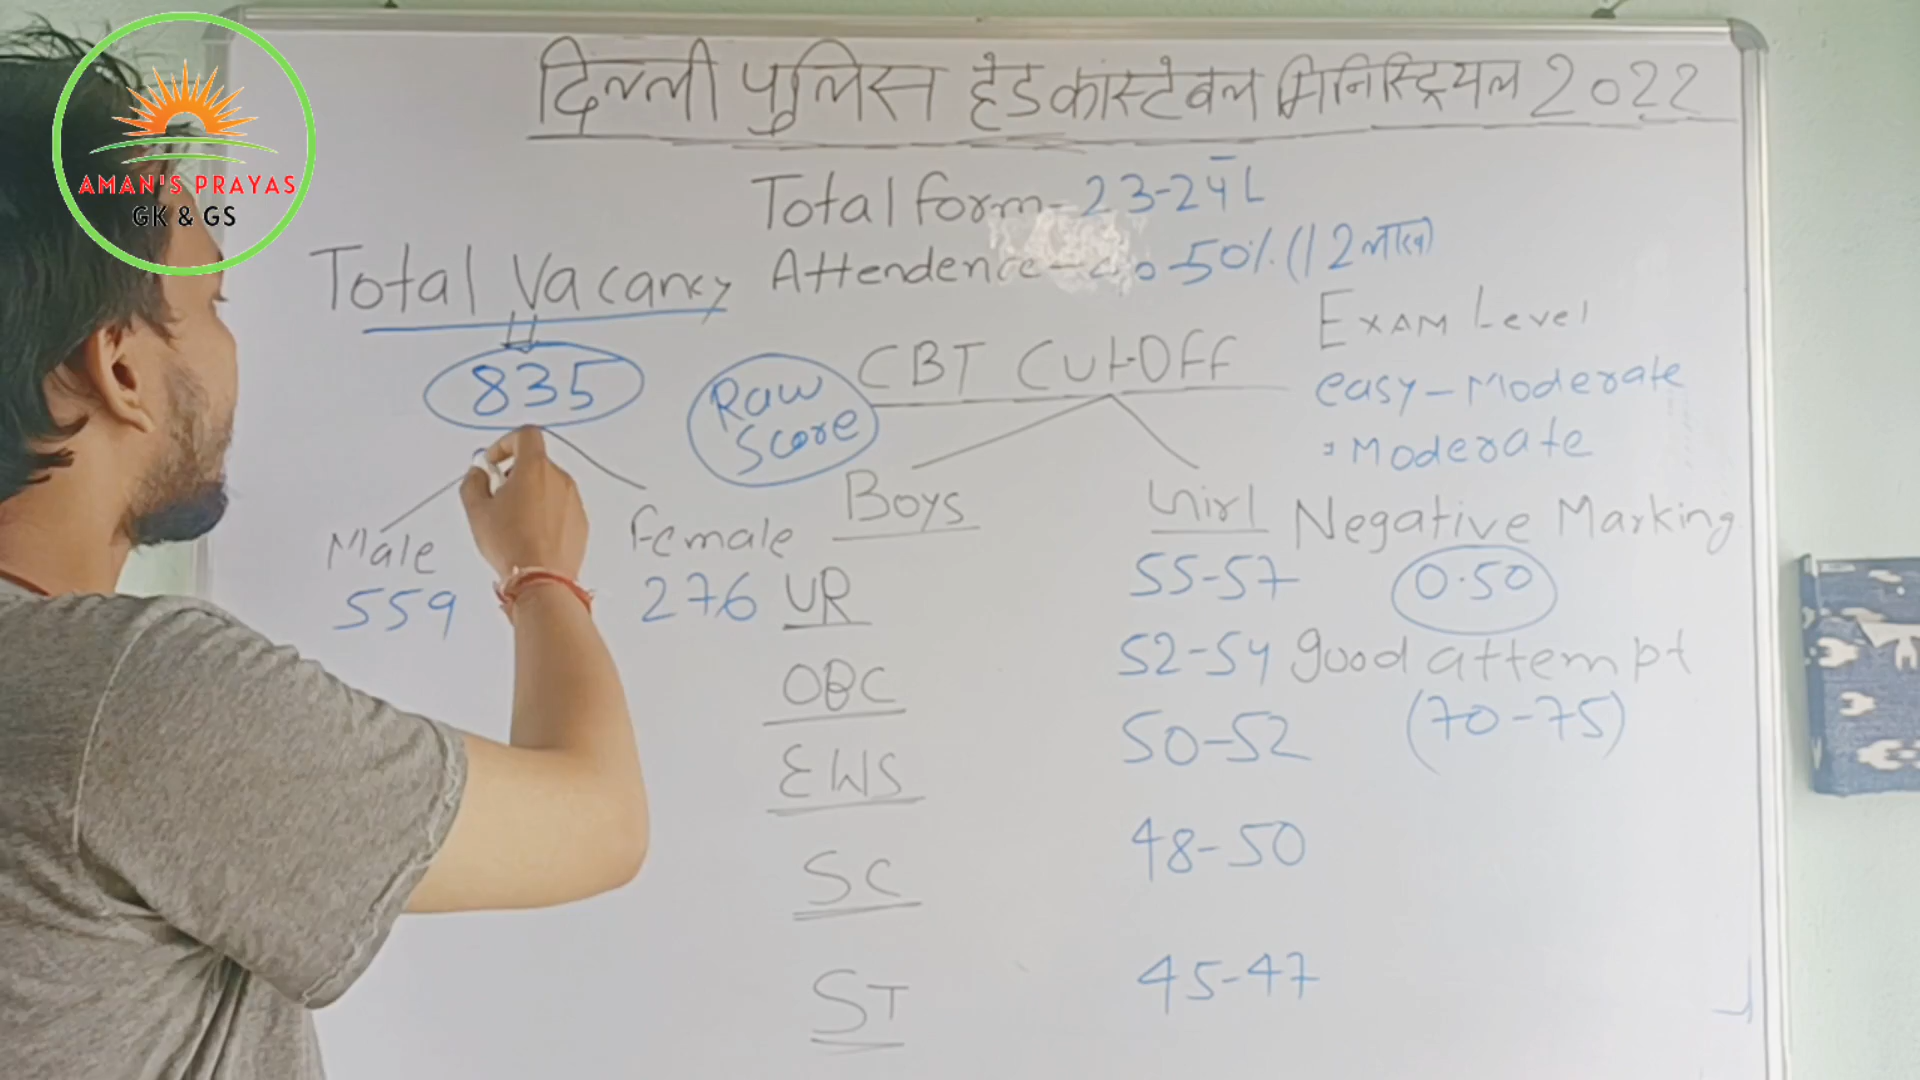 AMAN'S PRAYAS
GK & GS
दिल्ली पुलिस हेड कांस्टेबल मिनिस्ट्रियल 2022
Total form - 23-24 L
Attendence - 40-50% (12 लाख)
Total Vacancy
835
Male
559
Female
276
Raw Score
CBT Cut-OFF
Boys
Girl
UR 55-57
OBC 52-54
EWS 50-52
SC 48-50
ST 45-47
EXAM Level
easy - Moderate
Moderate
Negative Marking
0.50
good attempt
(70-75)